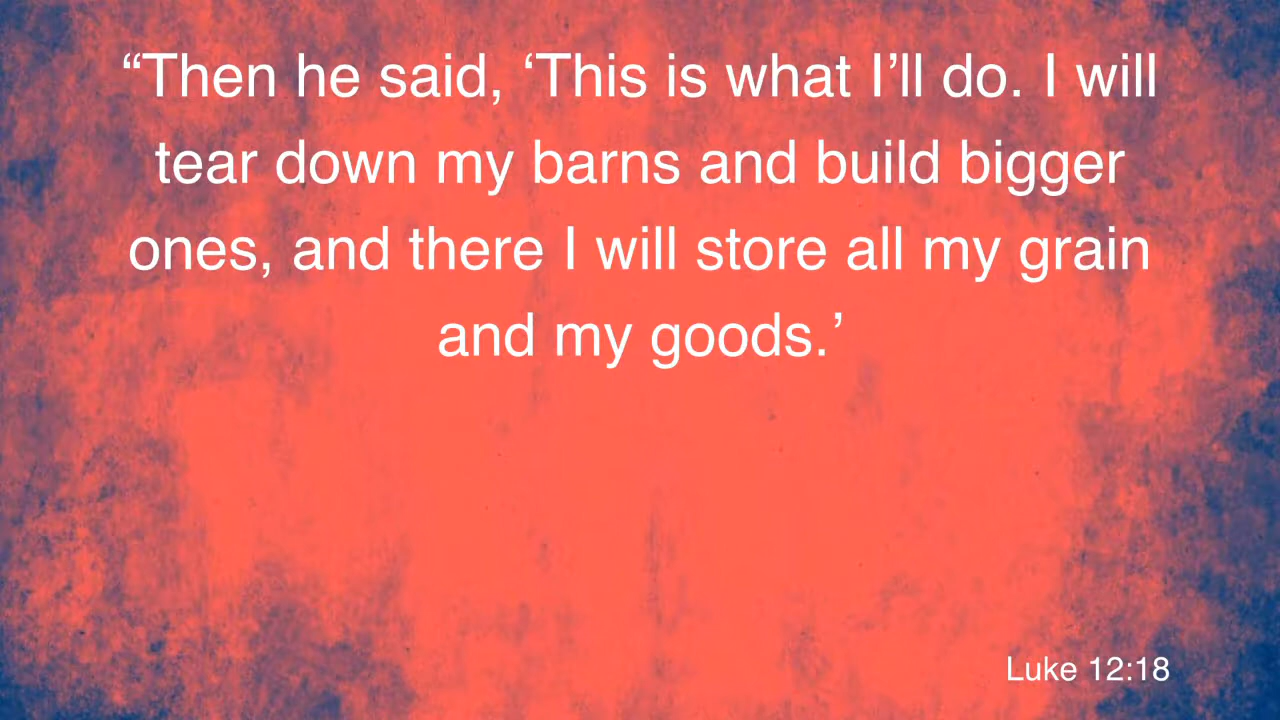 “Then he said, ‘This is what I’ll do. I will
tear down my barns and build bigger
ones, and there I will store all my grain
and my goods.’
Luke 12:18